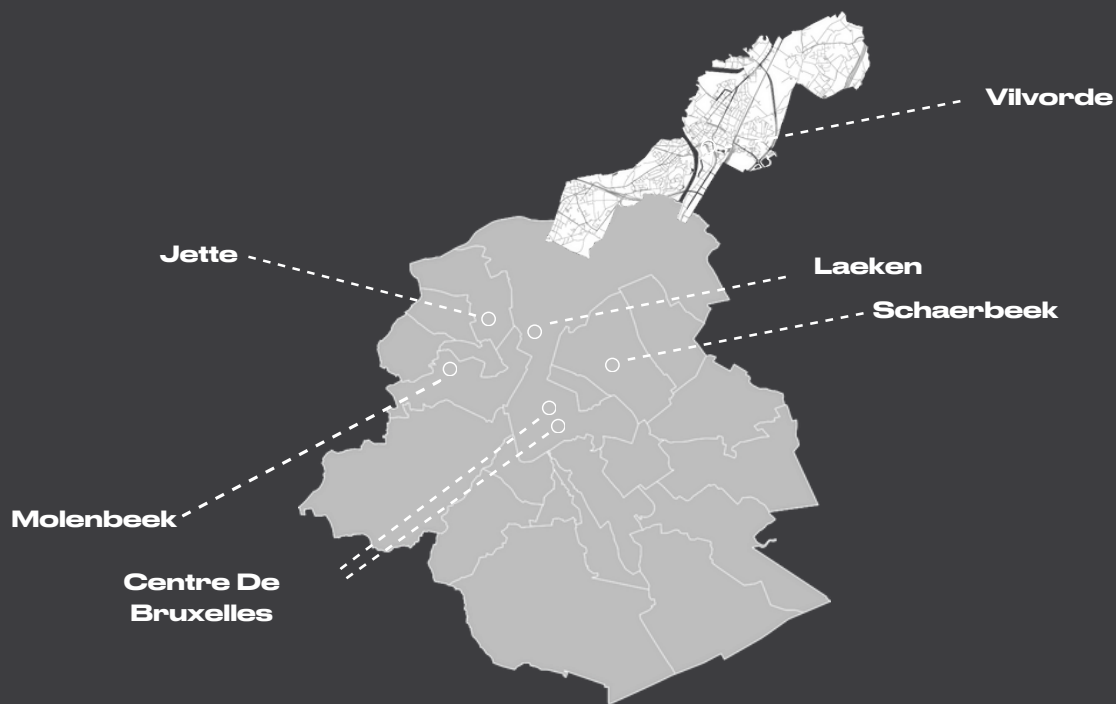 Vilvorde
Jette
Laeken
Schaerbeek
Molenbeek
Centre De
Bruxelles